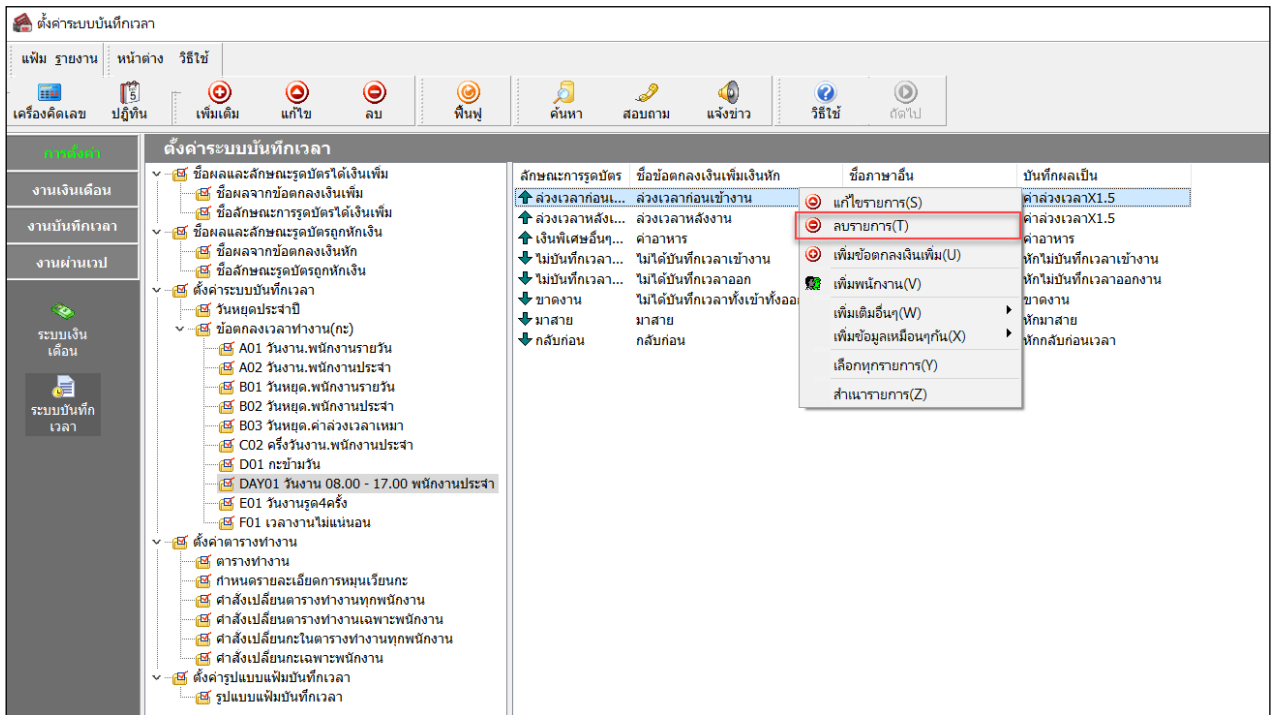 ตั้งค่าระบบบันทึกเวลา
แฟ้ม รายงาน หน้าต่าง วิธีใช้
เครื่องคิดเลข ปฎิทิน เพิ่มเติม แก้ไข ลบ ฟื้นฟู ค้นหา สอบถาม แจ้งข่าว วิธีใช้ ถัดไป
การตั้งค่า
งานเงินเดือน
งานบันทึกเวลา
งานผ่านเวป
ระบบเงิน
เดือน
ระบบบันทึก
เวลา
ตั้งค่าระบบบันทึกเวลา
ชื่อผลและลักษณะรูดบัตรได้เงินเพิ่ม
ชื่อผลจากข้อตกลงเงินเพิ่ม
ชื่อลักษณะการรูดบัตรได้เงินเพิ่ม
ชื่อผลและลักษณะรูดบัตรถูกหักเงิน
ชื่อผลจากข้อตกลงเงินหัก
ชื่อลักษณะรูดบัตรถูกหักเงิน
ตั้งค่าระบบบันทึกเวลา
วันหยุดประจำปี
ข้อตกลงเวลาทำงาน(กะ)
A01 วันงาน.พนักงานรายวัน
A02 วันงาน.พนักงานประจำ
B01 วันหยุด.พนักงานรายวัน
B02 วันหยุด.พนักงานประจำ
B03 วันหยุด.ค่าล่วงเวลาเหมา
C02 ครึ่งวันงาน.พนักงานประจำ
D01 กะข้ามวัน
DAY01 วันงาน 08.00 - 17.00 พนักงานประจำ
E01 วันงานรูด4ครั้ง
F01 เวลางานไม่แน่นอน
ตั้งค่าตารางทำงาน
ตารางทำงาน
กำหนดรายละเอียดการหมุนเวียนกะ
คำสั่งเปลี่ยนตารางทำงานทุกพนักงาน
คำสั่งเปลี่ยนตารางทำงานเฉพาะพนักงาน
คำสั่งเปลี่ยนกะในตารางทำงานทุกพนักงาน
คำสั่งเปลี่ยนกะเฉพาะพนักงาน
ตั้งค่ารูปแบบแฟ้มบันทึกเวลา
รูปแบบแฟ้มบันทึกเวลา
ลักษณะการรูดบัตร ชื่อข้อตกลงเงินเพิ่มเงินหัก ชื่อภาษาอื่น บันทึกผลเป็น
ล่วงเวลาก่อนเ... ล่วงเวลาก่อนเข้างาน ค่าล่วงเวลาX1.5
ล่วงเวลาหลังเ... ล่วงเวลาหลังงาน ค่าล่วงเวลาX1.5
เงินพิเศษอื่นๆ... ค่าอาหาร ค่าอาหาร
ไม่บันทึกเวลา... ไม่ได้บันทึกเวลาเข้างาน หักไม่บันทึกเวลาเข้างาน
ไม่บันทึกเวลา... ไม่ได้บันทึกเวลาออก หักไม่บันทึกเวลาออกงาน
ขาดงาน ไม่ได้บันทึกเวลาทั้งเข้าทั้งออก ขาดงาน
มาสาย มาสาย หักมาสาย
กลับก่อน กลับก่อน หักกลับก่อนเวลา
แก้ไขรายการ(S)
ลบรายการ(T)
เพิ่มข้อตกลงเงินเพิ่ม(U)
เพิ่มพนักงาน(V)
เพิ่มเติมอื่นๆ(W)
เพิ่มข้อมูลเหมือนๆกัน(X)
เลือกทุกรายการ(Y)
สำเนารายการ(Z)